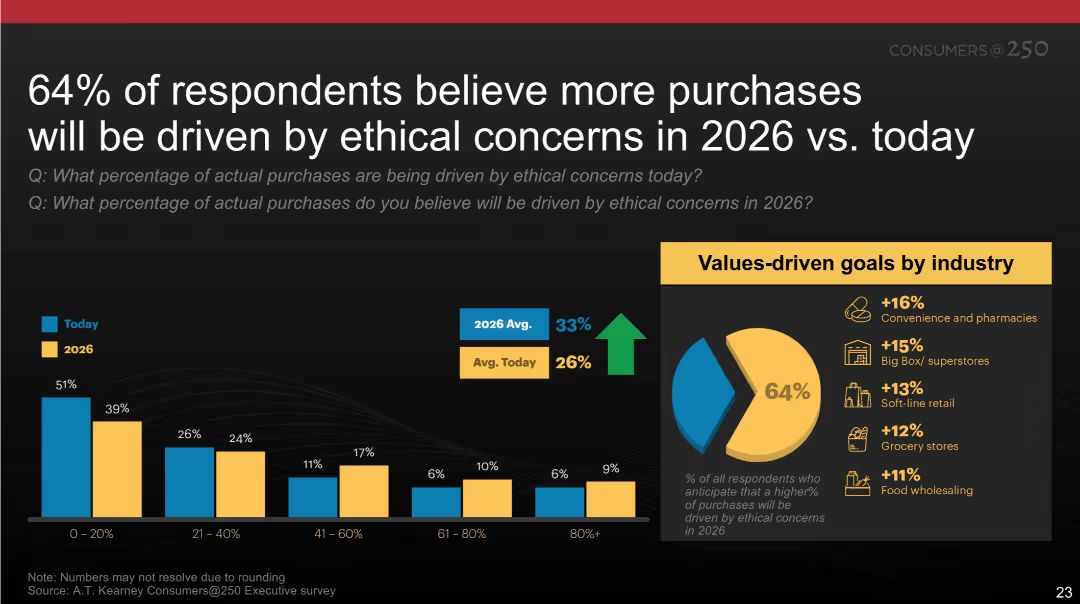 CONSUMERS@250
64% of respondents believe more purchases
will be driven by ethical concerns in 2026 vs. today
Q: What percentage of actual purchases are being driven by ethical concerns today?
Q: What percentage of actual purchases do you believe will be driven by ethical concerns in 2026?
Today
2026
2026 Avg. 33%
Avg. Today 26%
51%
39%
26%
24%
11%
17%
6%
10%
6%
9%
0 – 20%
21 – 40%
41 – 60%
61 – 80%
80%+
Values-driven goals by industry
64%
% of all respondents who
anticipate that a higher%
of purchases will be
driven by ethical concerns
in 2026
+16%
Convenience and pharmacies
+15%
Big Box/ superstores
+13%
Soft-line retail
+12%
Grocery stores
+11%
Food wholesaling
Note: Numbers may not resolve due to rounding
Source: A.T. Kearney Consumers@250 Executive survey
23